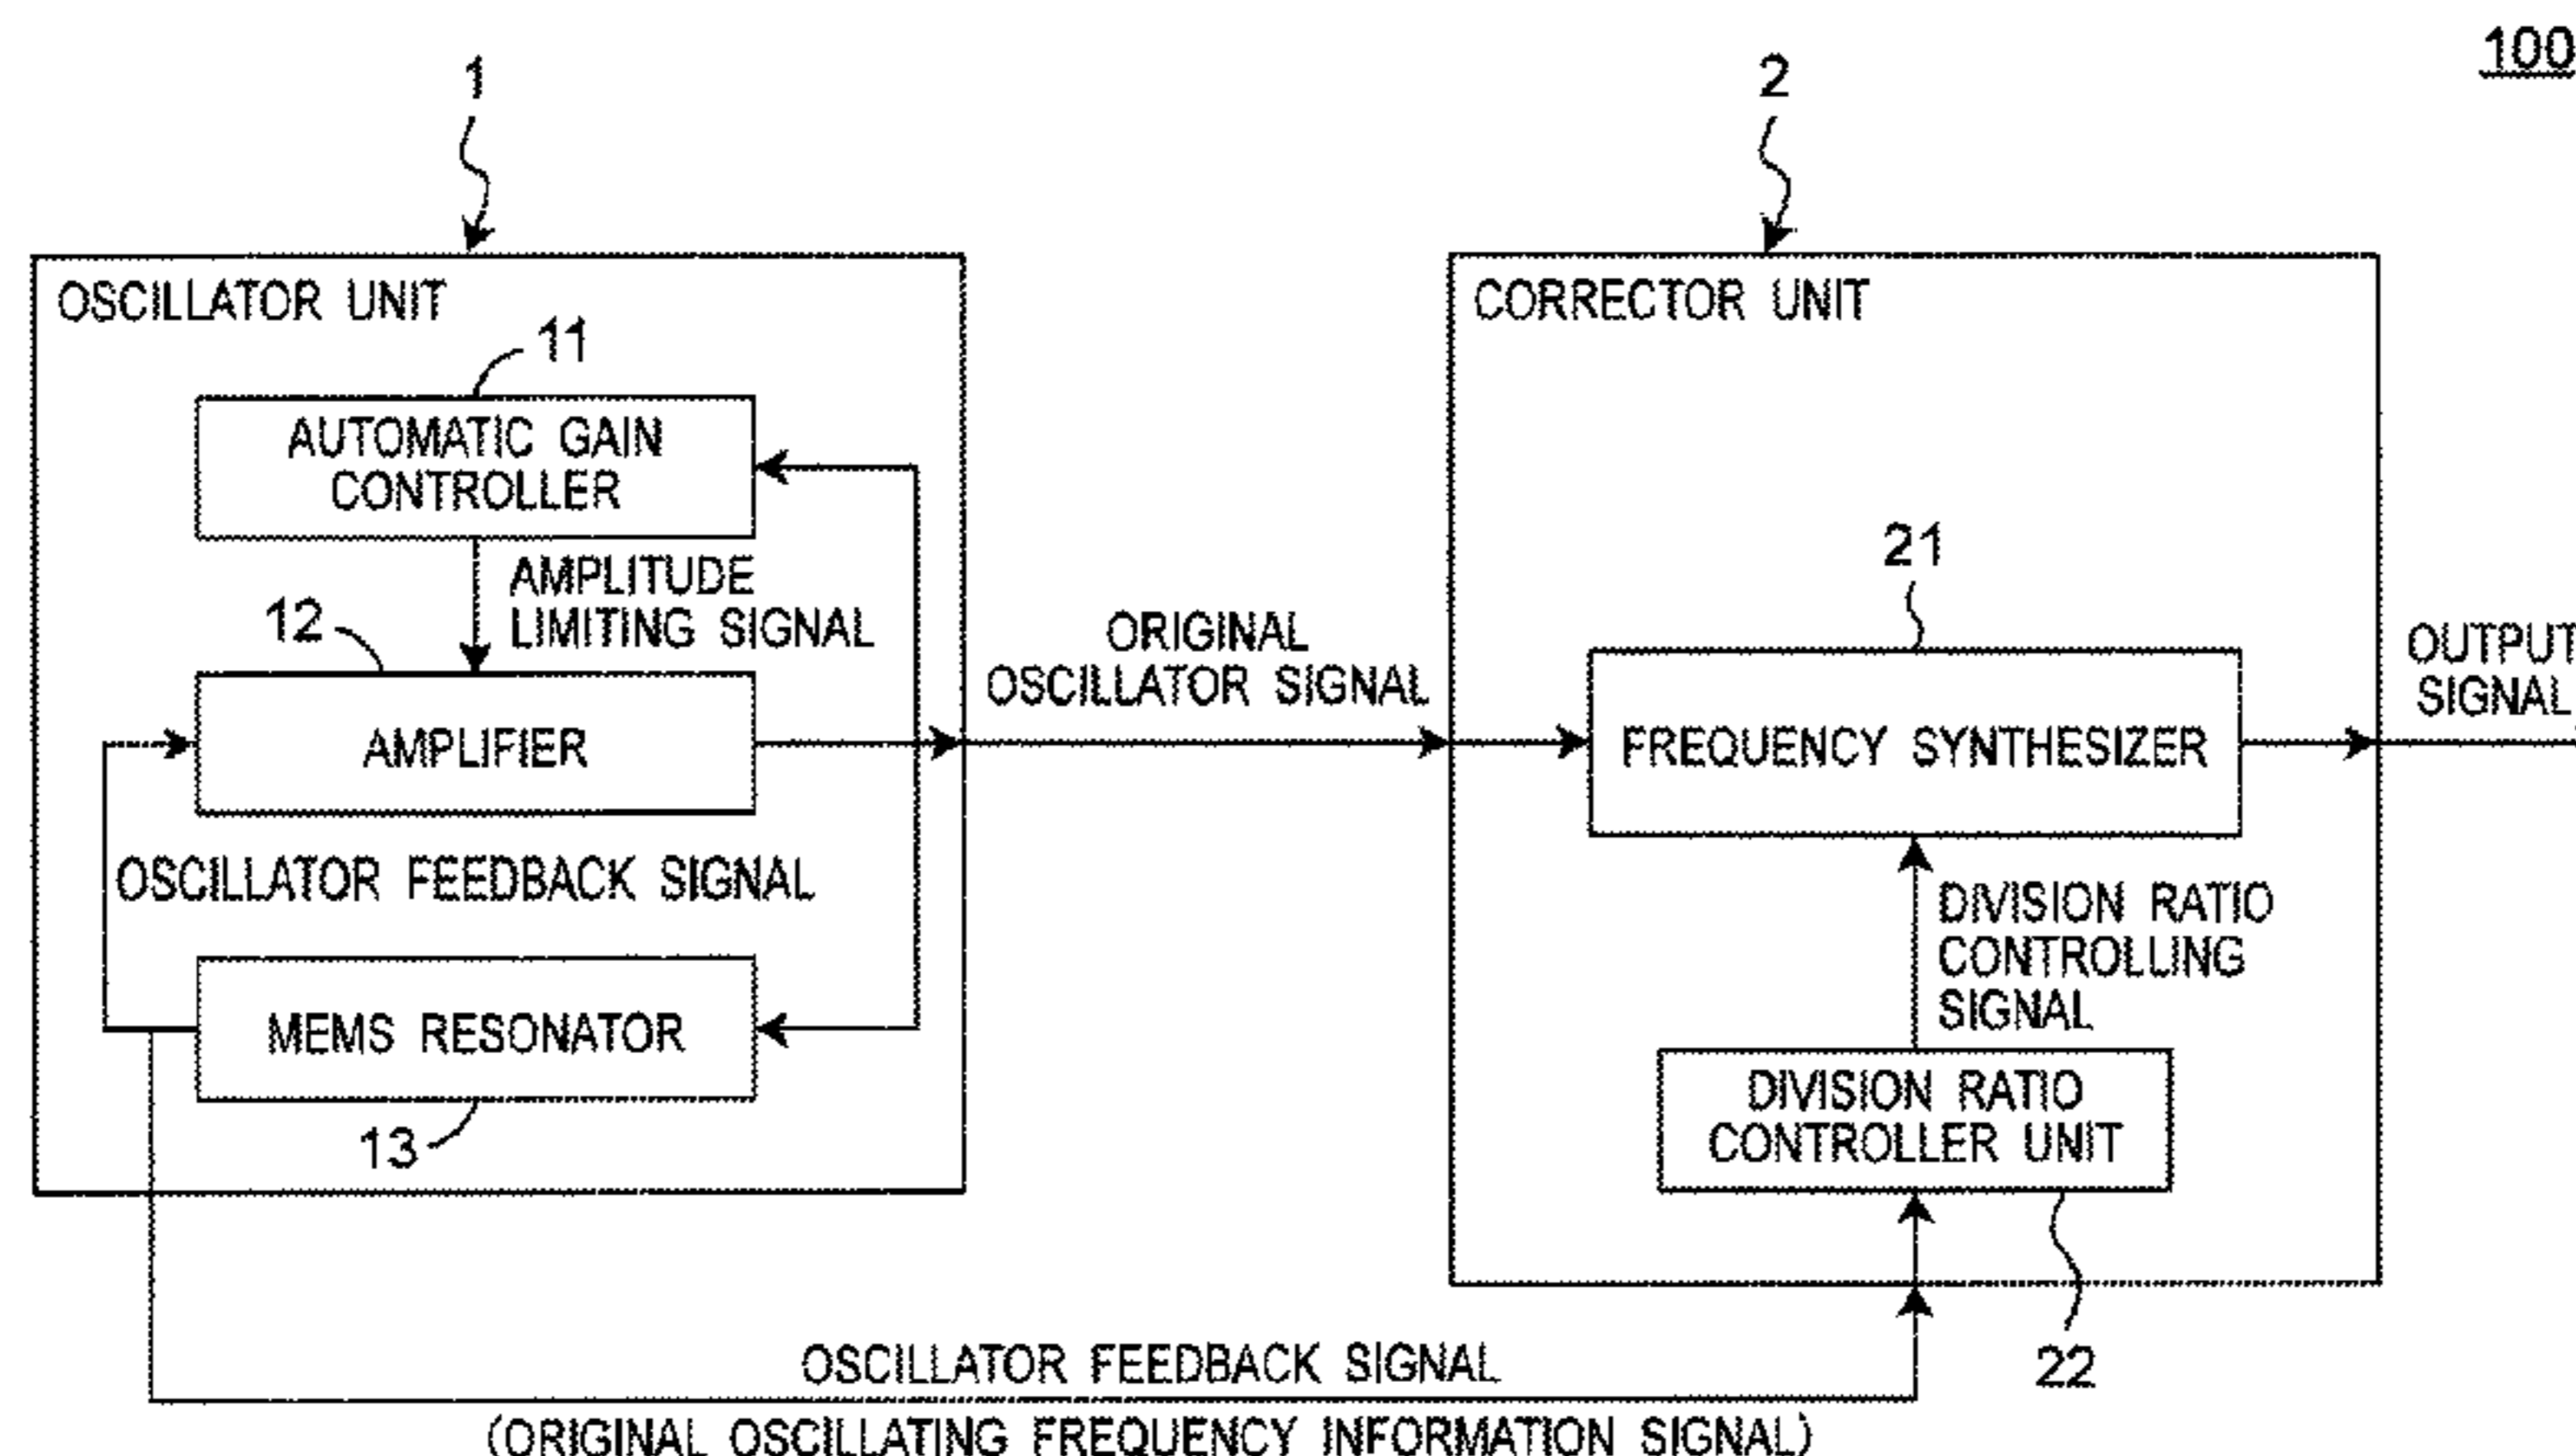 100
1
2
OSCILLATOR UNIT
11
AUTOMATIC GAIN
CONTROLLER
AMPLITUDE
LIMITING SIGNAL
12
AMPLIFIER
OSCILLATOR FEEDBACK SIGNAL
MEMS RESONATOR
13
ORIGINAL
OSCILLATOR SIGNAL
CORRECTOR UNIT
21
FREQUENCY SYNTHESIZER
OUTPUT
SIGNAL
DIVISION RATIO
CONTROLLING
SIGNAL
DIVISION RATIO
CONTROLLER UNIT
22
OSCILLATOR FEEDBACK SIGNAL
(ORIGINAL OSCILLATING FREQUENCY INFORMATION SIGNAL)